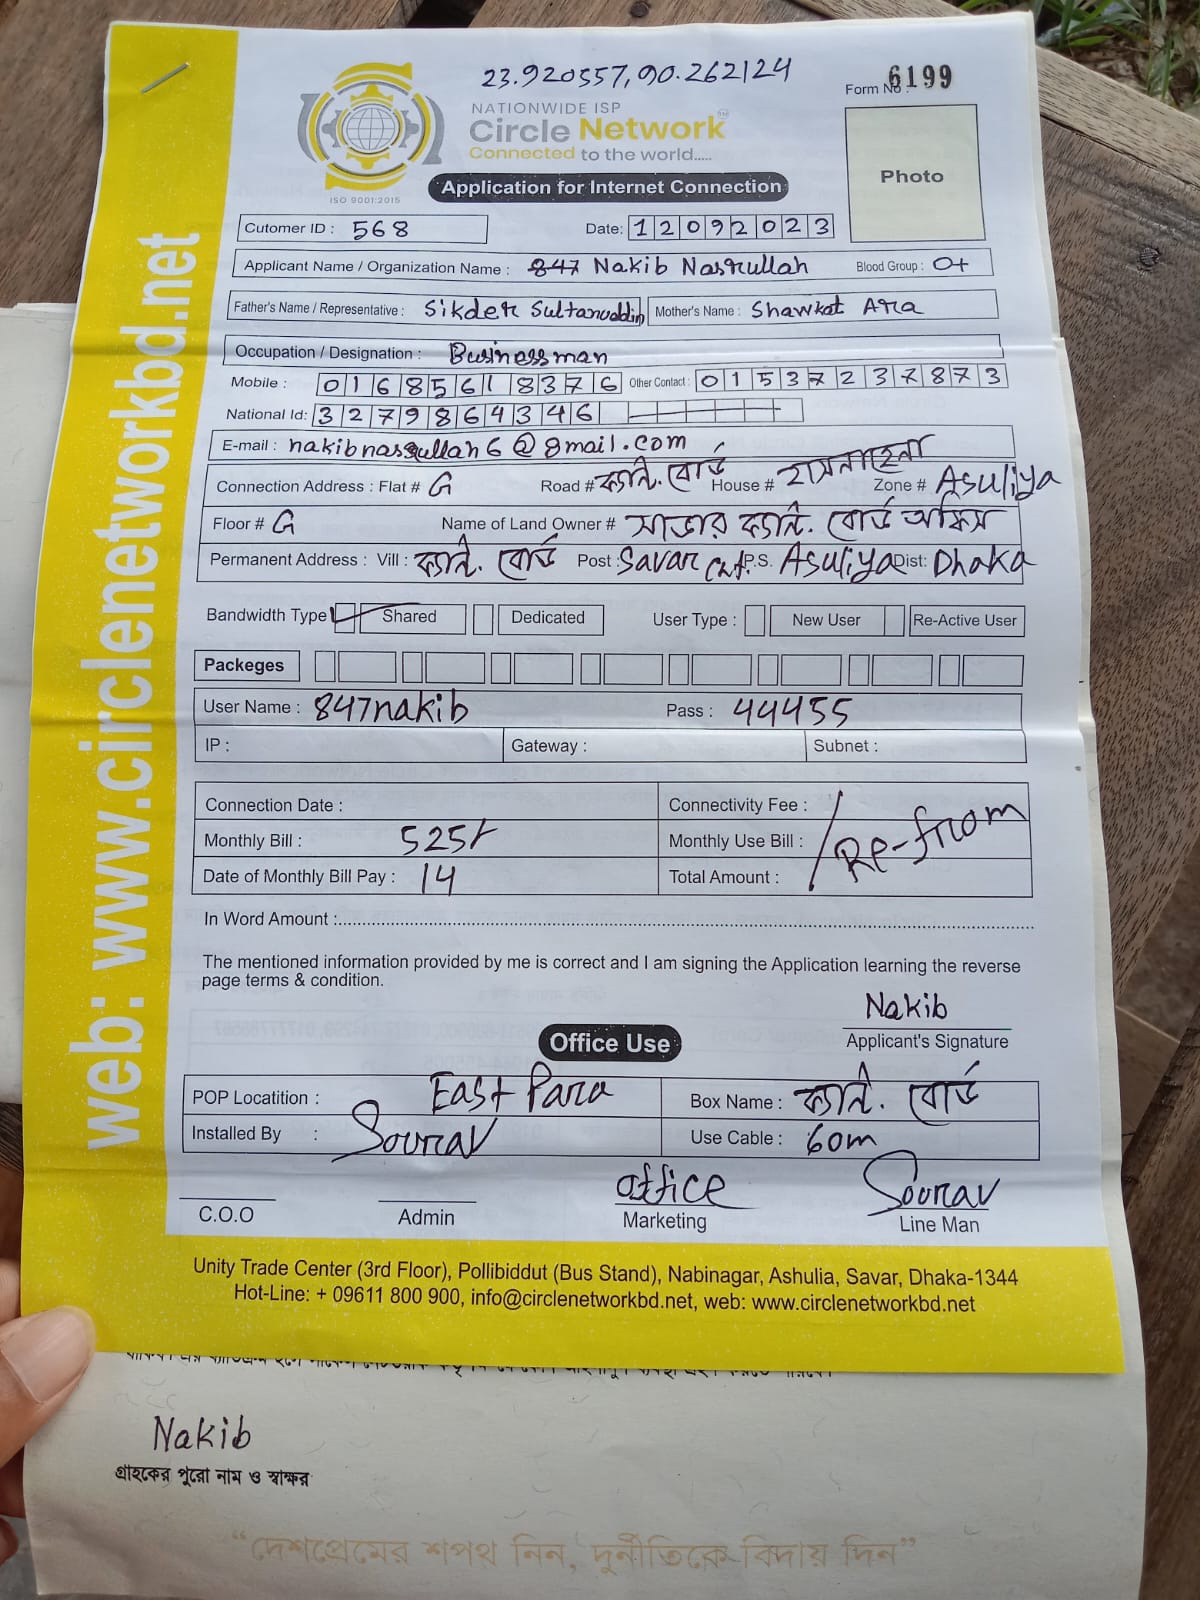 23.920557, 90.262124
Form No 6199
NATIONWIDE ISP
Circle Network
Connected to the world.....
ISO 9001:2015
Application for Internet Connection
Photo
Cutomer ID : 568 Date: 12092023
Applicant Name / Organization Name : 847 Nakib Nasrullah Blood Group : O+
Father's Name / Representative : Sikder Sultanuddin Mother's Name : Shawkat Ara
Occupation / Designation : Businessman
Mobile : 01685618376 Other Contact : 01537237873
National Id: 3279864346
E-mail : nakibnasrullah6@gmail.com
Connection Address : Flat # G Road # ক্যান্ট. বোর্ড House # হাসনাহেনা Zone # Asuliya
Floor # G Name of Land Owner # সাভার ক্যান্ট. বোর্ড অফিস
Permanent Address : Vill : ক্যান্ট. বোর্ড Post : Savar Cant. P.S. Asuliya Dist: Dhaka
Bandwidth Type Shared Dedicated User Type : New User Re-Active User
Packeges
User Name : 847nakib Pass : 44455
IP : Gateway : Subnet :
Connection Date : Connectivity Fee :
Monthly Bill : 525/- Monthly Use Bill : Re-from
Date of Monthly Bill Pay : 14 Total Amount :
In Word Amount :
The mentioned information provided by me is correct and I am signing the Application learning the reverse
page terms & condition.
Nakib
Applicant's Signature
Office Use
POP Locatition : East Para Box Name : ক্যান্ট. বোর্ড
Installed By : Sourav Use Cable : 60m
office Sourav
C.O.O Admin Marketing Line Man
Unity Trade Center (3rd Floor), Pollibiddut (Bus Stand), Nabinagar, Ashulia, Savar, Dhaka-1344
Hot-Line: + 09611 800 900, info@circlenetworkbd.net, web: www.circlenetworkbd.net
web: www.circlenetworkbd.net
Nakib
গ্রাহকের পুরো নাম ও স্বাক্ষর
“দেশপ্রেমের শপথ নিন, দুর্নীতিকে বিদায় দিন”